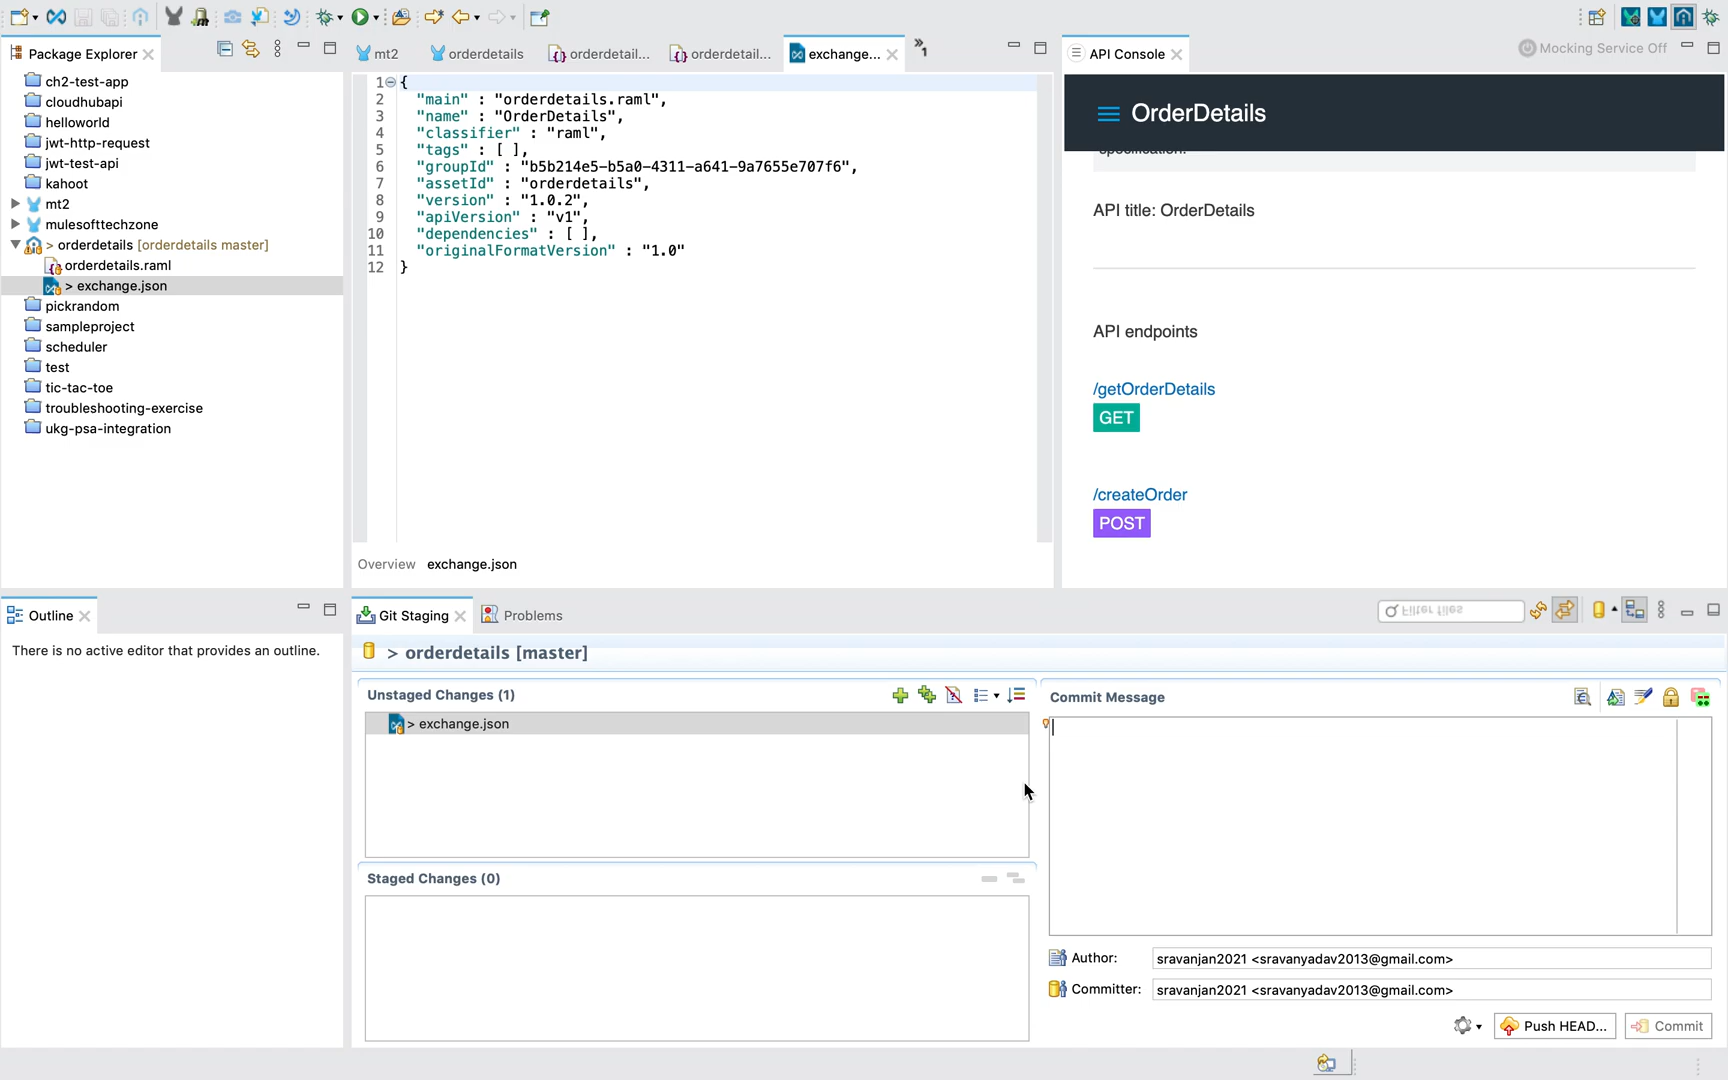 Package Explorer
ch2-test-app
cloudhubapi
helloworld
jwt-http-request
jwt-test-api
kahoot
mt2
mulesofttechzone
> orderdetails [orderdetails master]
orderdetails.raml
> exchange.json
pickrandom
sampleproject
scheduler
test
tic-tac-toe
troubleshooting-exercise
ukg-psa-integration
mt2
orderdetails
orderdetail...
orderdetail...
exchange....
»1
1 {
2 "main" : "orderdetails.raml",
3 "name" : "OrderDetails",
4 "classifier" : "raml",
5 "tags" : [ ],
6 "groupId" : "b5b214e5-b5a0-4311-a641-9a7655e707f6",
7 "assetId" : "orderdetails",
8 "version" : "1.0.2",
9 "apiVersion" : "v1",
10 "dependencies" : [ ],
11 "originalFormatVersion" : "1.0"
12 }
Overview exchange.json
API Console
Mocking Service Off
OrderDetails
specification.
API title: OrderDetails
API endpoints
/getOrderDetails
GET
/createOrder
POST
Outline
There is no active editor that provides an outline.
Git Staging
Problems
Filter files
> orderdetails [master]
Unstaged Changes (1)
> exchange.json
Staged Changes (0)
Commit Message
Author: sravanjan2021 <sravanyadav2013@gmail.com>
Committer: sravanjan2021 <sravanyadav2013@gmail.com>
Push HEAD...
Commit